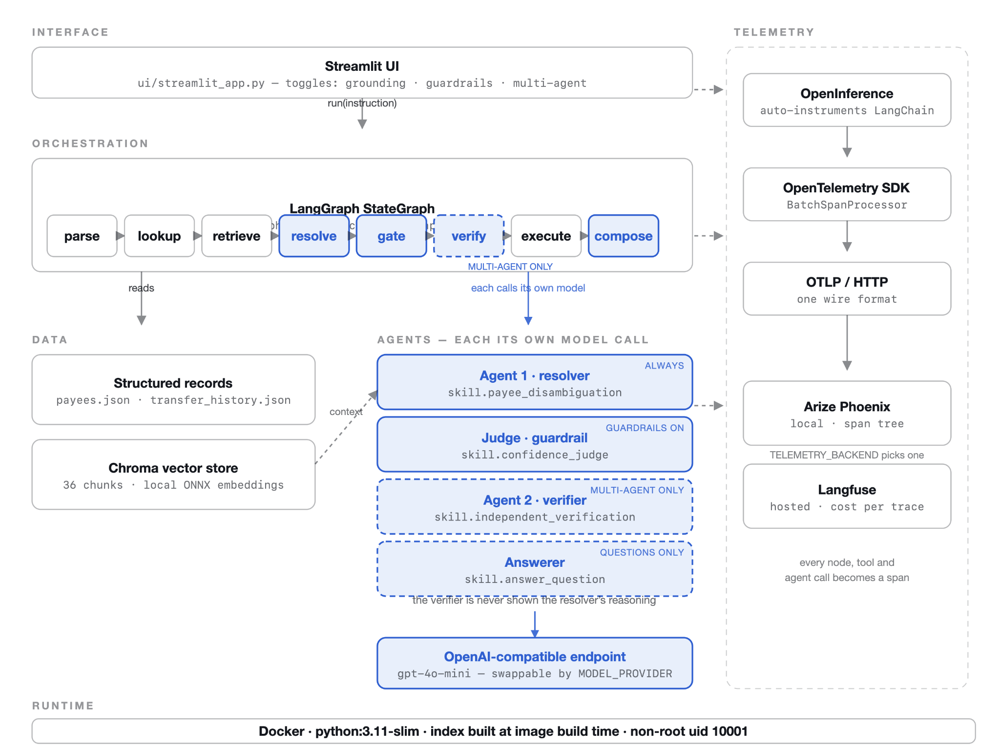 INTERFACE
Streamlit UI
ui/streamlit_app.py — toggles: grounding · guardrails · multi-agent
run(instruction)
ORCHESTRATION
LangGraph StateGraph
parse
lookup
retrieve
resolve
gate
verify
execute
compose
MULTI-AGENT ONLY
reads
each calls its own model
DATA
Structured records
payees.json · transfer_history.json
Chroma vector store
36 chunks · local ONNX embeddings
context
AGENTS — EACH ITS OWN MODEL CALL
ALWAYS
Agent 1 · resolver
skill.payee_disambiguation
GUARDRAILS ON
Judge · guardrail
skill.confidence_judge
MULTI-AGENT ONLY
Agent 2 · verifier
skill.independent_verification
QUESTIONS ONLY
Answerer
skill.answer_question
the verifier is never shown the resolver's reasoning
OpenAI-compatible endpoint
gpt-4o-mini — swappable by MODEL_PROVIDER
TELEMETRY
OpenInference
auto-instruments LangChain
OpenTelemetry SDK
BatchSpanProcessor
OTLP / HTTP
one wire format
Arize Phoenix
local · span tree
TELEMETRY_BACKEND picks one
Langfuse
hosted · cost per trace
every node, tool and
agent call becomes a span
RUNTIME
Docker · python:3.11-slim · index built at image build time · non-root uid 10001